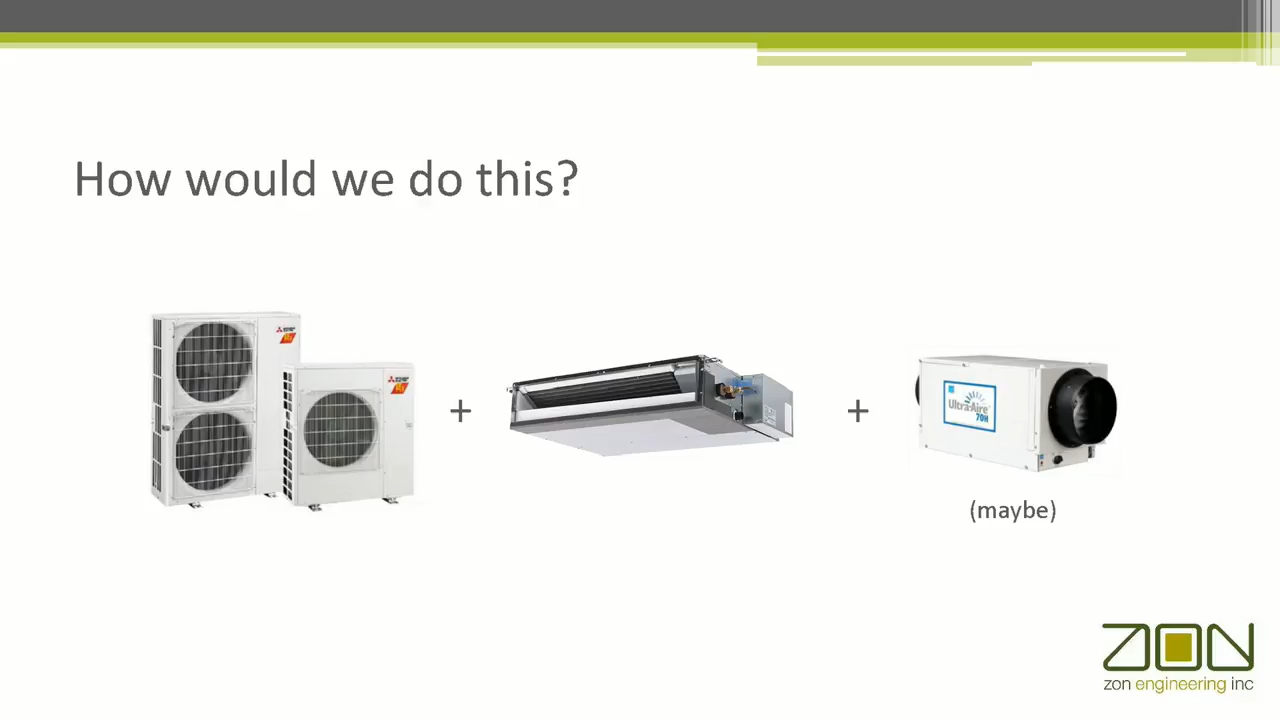 How would we do this?
+
+
Ultra-Aire
70H
(maybe)
ZON
zon engineering inc